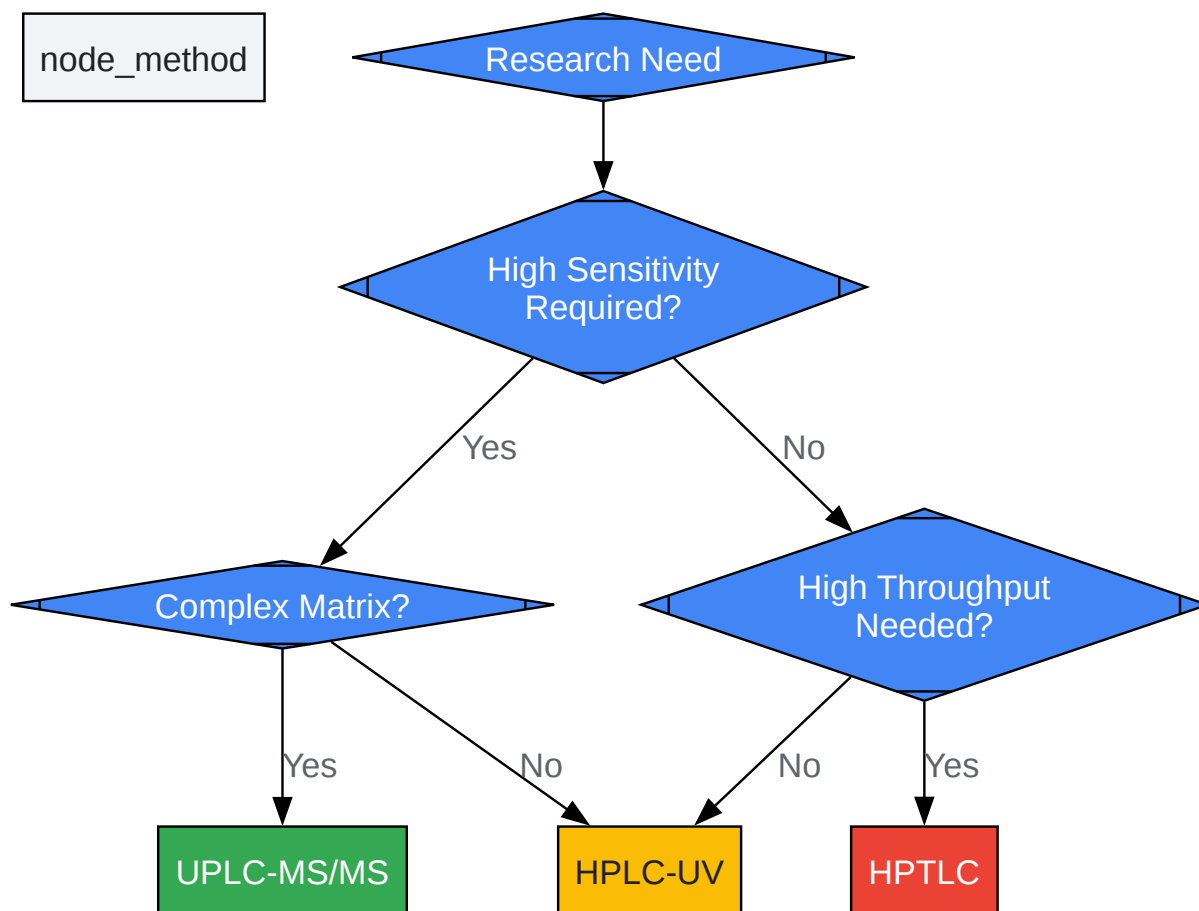 node_method
Research Need
High Sensitivity
Required?
Yes
No
Complex Matrix?
High Throughput
Needed?
Yes
No
No
Yes
UPLC-MS/MS
HPLC-UV
HPTLC